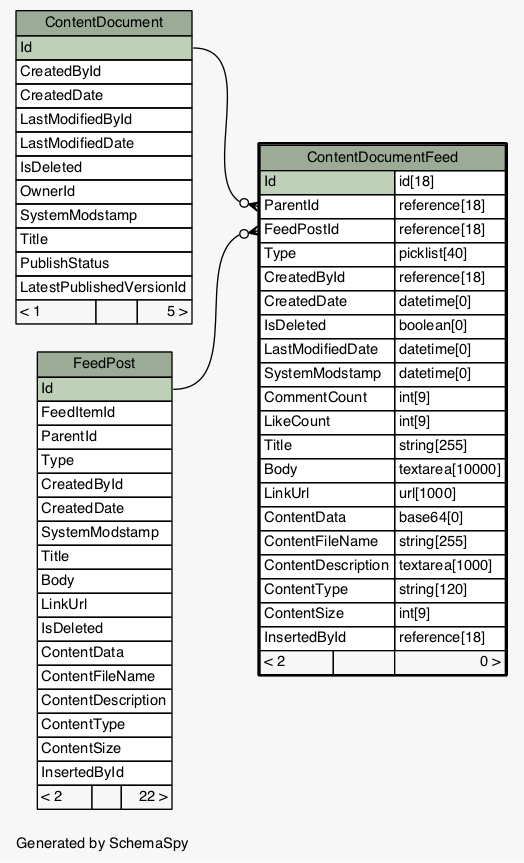 ContentDocument
Id
CreatedById
CreatedDate
LastModifiedById
LastModifiedDate
IsDeleted
OwnerId
SystemModstamp
Title
PublishStatus
LatestPublishedVersionId
< 1 5 >
FeedPost
Id
FeedItemId
ParentId
Type
CreatedById
CreatedDate
SystemModstamp
Title
Body
LinkUrl
IsDeleted
ContentData
ContentFileName
ContentDescription
ContentType
ContentSize
InsertedById
< 2 22 >
ContentDocumentFeed
Id id[18]
ParentId reference[18]
FeedPostId reference[18]
Type picklist[40]
CreatedById reference[18]
CreatedDate datetime[0]
IsDeleted boolean[0]
LastModifiedDate datetime[0]
SystemModstamp datetime[0]
CommentCount int[9]
LikeCount int[9]
Title string[255]
Body textarea[10000]
LinkUrl url[1000]
ContentData base64[0]
ContentFileName string[255]
ContentDescription textarea[1000]
ContentType string[120]
ContentSize int[9]
InsertedById reference[18]
< 2 0 >
Generated by SchemaSpy